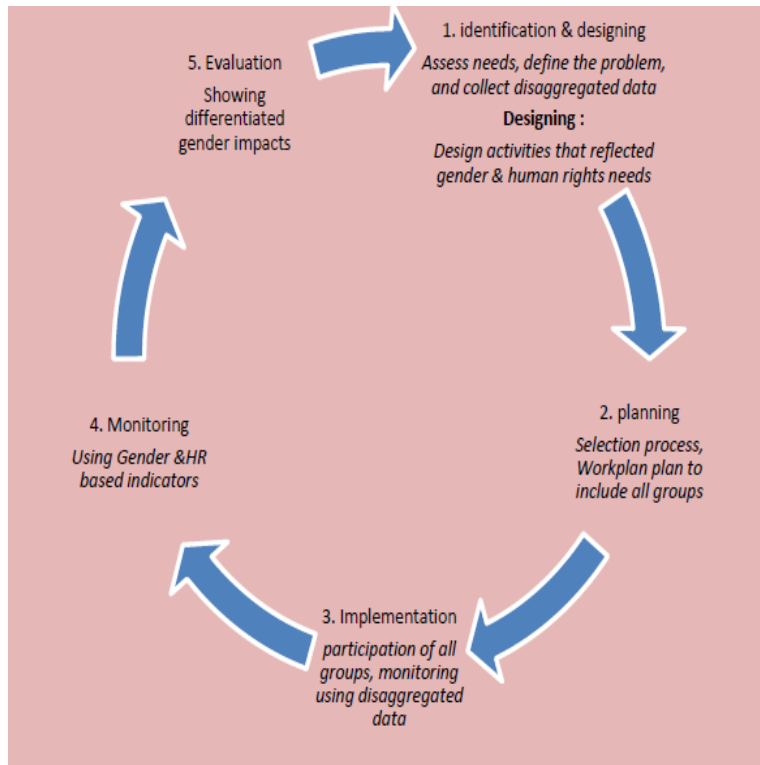 1. identification & designing
Assess needs, define the problem,
and collect disaggregated data
Designing :
Design activities that reflected
gender & human rights needs
2. planning
Selection process,
Workplan plan to
include all groups
3. Implementation
participation of all
groups, monitoring
using disaggregated
data
4. Monitoring
Using Gender &HR
based indicators
5. Evaluation
Showing
differentiated
gender impacts